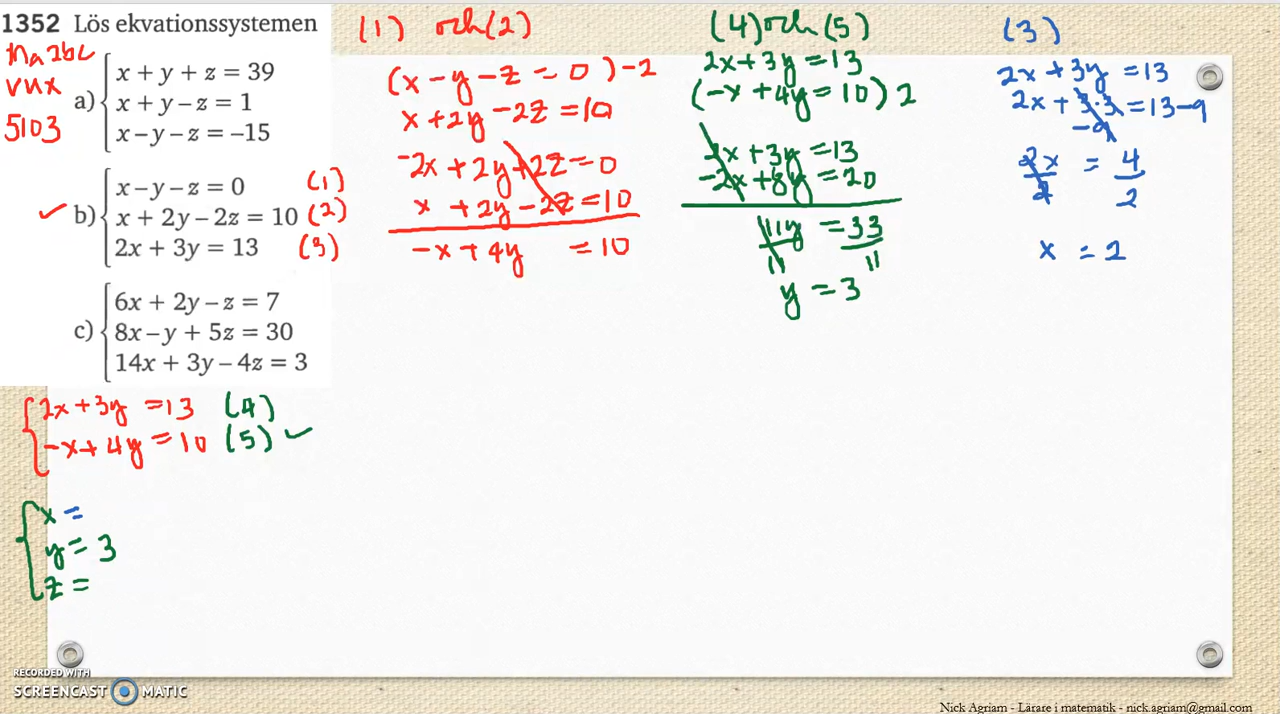 1352 Lös ekvationssystemen
Ma2bc
vux
5103
a) x + y + z = 39
x + y – z = 1
x – y – z = –15
✓ b) x – y – z = 0 (1)
x + 2y – 2z = 10 (2)
2x + 3y = 13 (3)
c) 6x + 2y – z = 7
8x – y + 5z = 30
14x + 3y – 4z = 3
2x + 3y = 13 (4)
-x + 4y = 10 (5) ✓
x =
y = 3
z =
(1) och (2)
(x - y - z = 0) -2
x + 2y - 2z = 10
-2x + 2y + 2z = 0
x + 2y - 2z = 10
-x + 4y = 10
(4) och (5)
2x + 3y = 13
(-x + 4y = 10) 2
2x + 3y = 13
-2x + 8y = 20
11y = 33
11 11
y = 3
(3)
2x + 3y = 13
2x + 3·3 = 13 - 9
-9
2x = 4
2 2
x = 2
RECORDED WITH
SCREENCAST MATIC
Nick Agriam - Lärare i matematik - nick.agriam@gmail.com